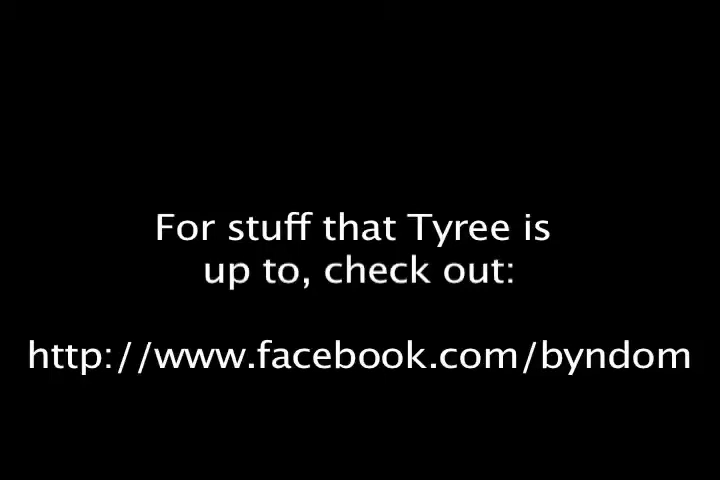 For stuff that Tyree is
up to, check out:
http://www.facebook.com/byndom